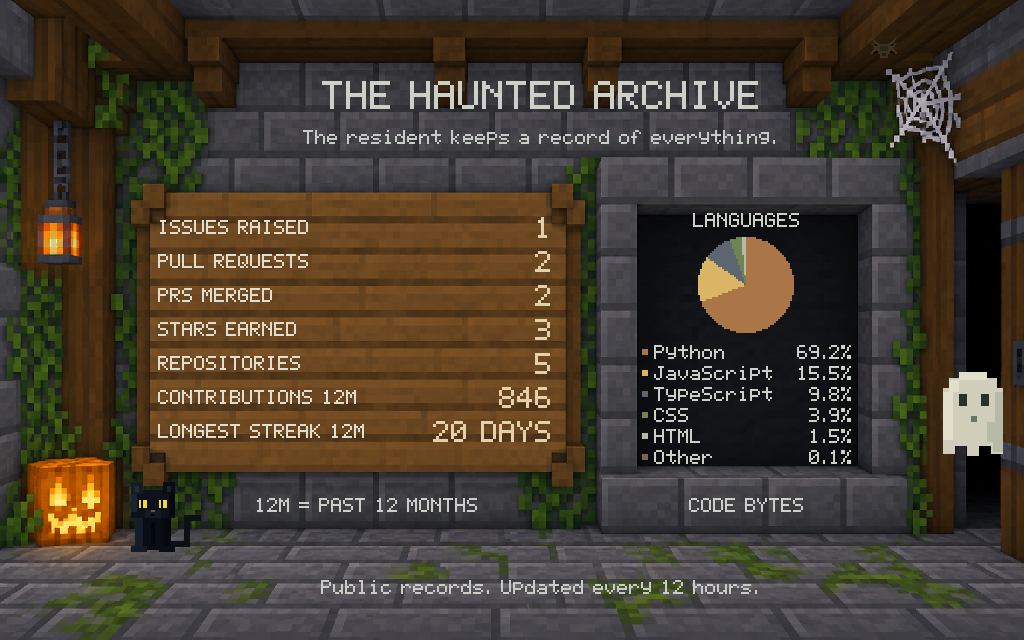 THE HAUNTED ARCHIVE
The resident keeps a record of everything.
ISSUES RAISED 1
PULL REQUESTS 2
PRS MERGED 2
STARS EARNED 3
REPOSITORIES 5
CONTRIBUTIONS 12M 846
LONGEST STREAK 12M 20 DAYS
12M = PAST 12 MONTHS
LANGUAGES
Python 69.2%
JavaScript 15.5%
TypeScript 9.8%
CSS 3.9%
HTML 1.5%
Other 0.1%
CODE BYTES
Public records. Updated every 12 hours.